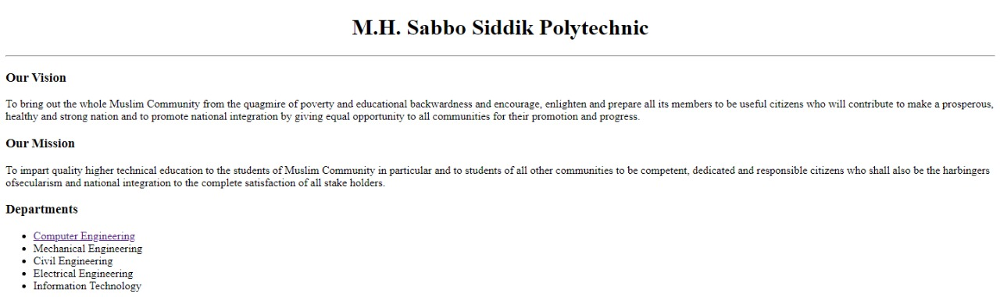 M.H. Sabbo Siddik Polytechnic
Our Vision
To bring out the whole Muslim Community from the quagmire of poverty and educational backwardness and encourage, enlighten and prepare all its members to be useful citizens who will contribute to make a prosperous,
healthy and strong nation and to promote national integration by giving equal opportunity to all communities for their promotion and progress.
Our Mission
To impart quality higher technical education to the students of Muslim Community in particular and to students of all other communities to be competent, dedicated and responsible citizens who shall also be the harbingers
ofsecularism and national integration to the complete satisfaction of all stake holders.
Departments
• Computer Engineering
• Mechanical Engineering
• Civil Engineering
• Electrical Engineering
• Information Technology